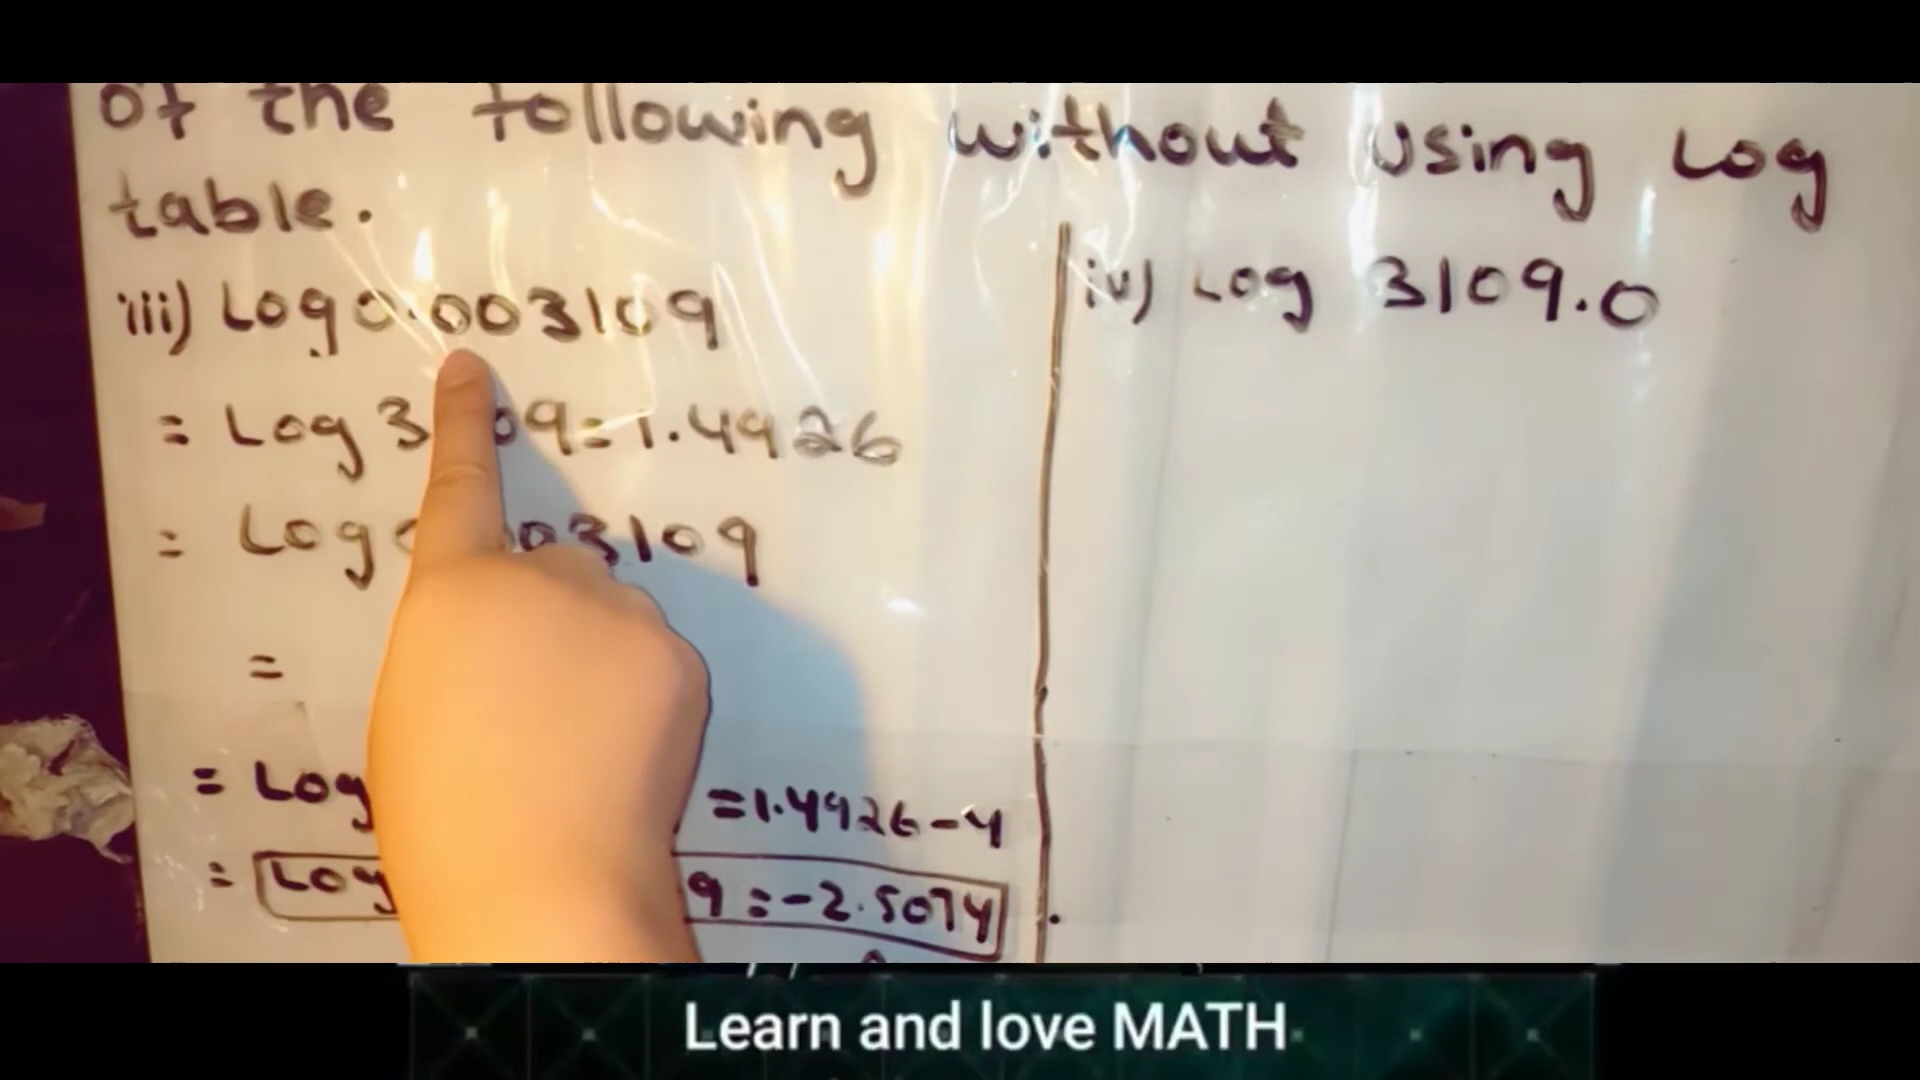 of the following without using Log
table.
iii) Log 0.003109
= Log 3 09 = 1.4926
= Log 03109
=
= Log = 1.4926-4
= Log 9 = -2.5074
iv) Log 3109.0
Learn and love MATH